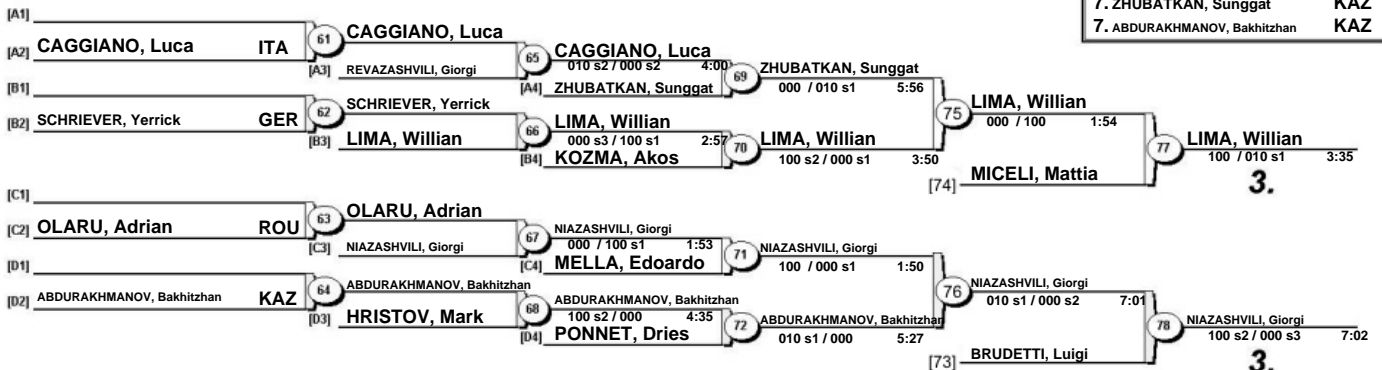 7. ZHUBATKAN, Sunggat KAZ
7. ABDURAKHMANOV, Bakhitzhan KAZ
[A1]
[A2] CAGGIANO, Luca ITA
61 CAGGIANO, Luca
[A3] REVAZASHVILI, Giorgi
65 CAGGIANO, Luca
010 s2 / 000 s2 4:00
[A4] ZHUBATKAN, Sunggat
69 ZHUBATKAN, Sunggat
000 / 010 s1 5:56
[B1]
[B2] SCHRIEVER, Yerrick GER
62 SCHRIEVER, Yerrick
[B3] LIMA, Willian
66 LIMA, Willian
000 s3 / 100 s1 2:57
[B4] KOZMA, Akos
70 LIMA, Willian
100 s2 / 000 s1 3:50
75 LIMA, Willian
000 / 100 1:54
[74] MICELI, Mattia
77 LIMA, Willian
100 / 010 s1 3:35
3.
[C1]
[C2] OLARU, Adrian ROU
63 OLARU, Adrian
[C3] NIAZASHVILI, Giorgi
67 NIAZASHVILI, Giorgi
000 / 100 s1 1:53
[C4] MELLA, Edoardo
71 NIAZASHVILI, Giorgi
100 / 000 s1 1:50
[D1]
[D2] ABDURAKHMANOV, Bakhitzhan KAZ
64 ABDURAKHMANOV, Bakhitzhan
[D3] HRISTOV, Mark
68 ABDURAKHMANOV, Bakhitzhan
100 s2 / 000 4:35
[D4] PONNET, Dries
72 ABDURAKHMANOV, Bakhitzhan
010 s1 / 000 5:27
76 NIAZASHVILI, Giorgi
010 s1 / 000 s2 7:01
[73] BRUDETTI, Luigi
78 NIAZASHVILI, Giorgi
100 s2 / 000 s3 7:02
3.